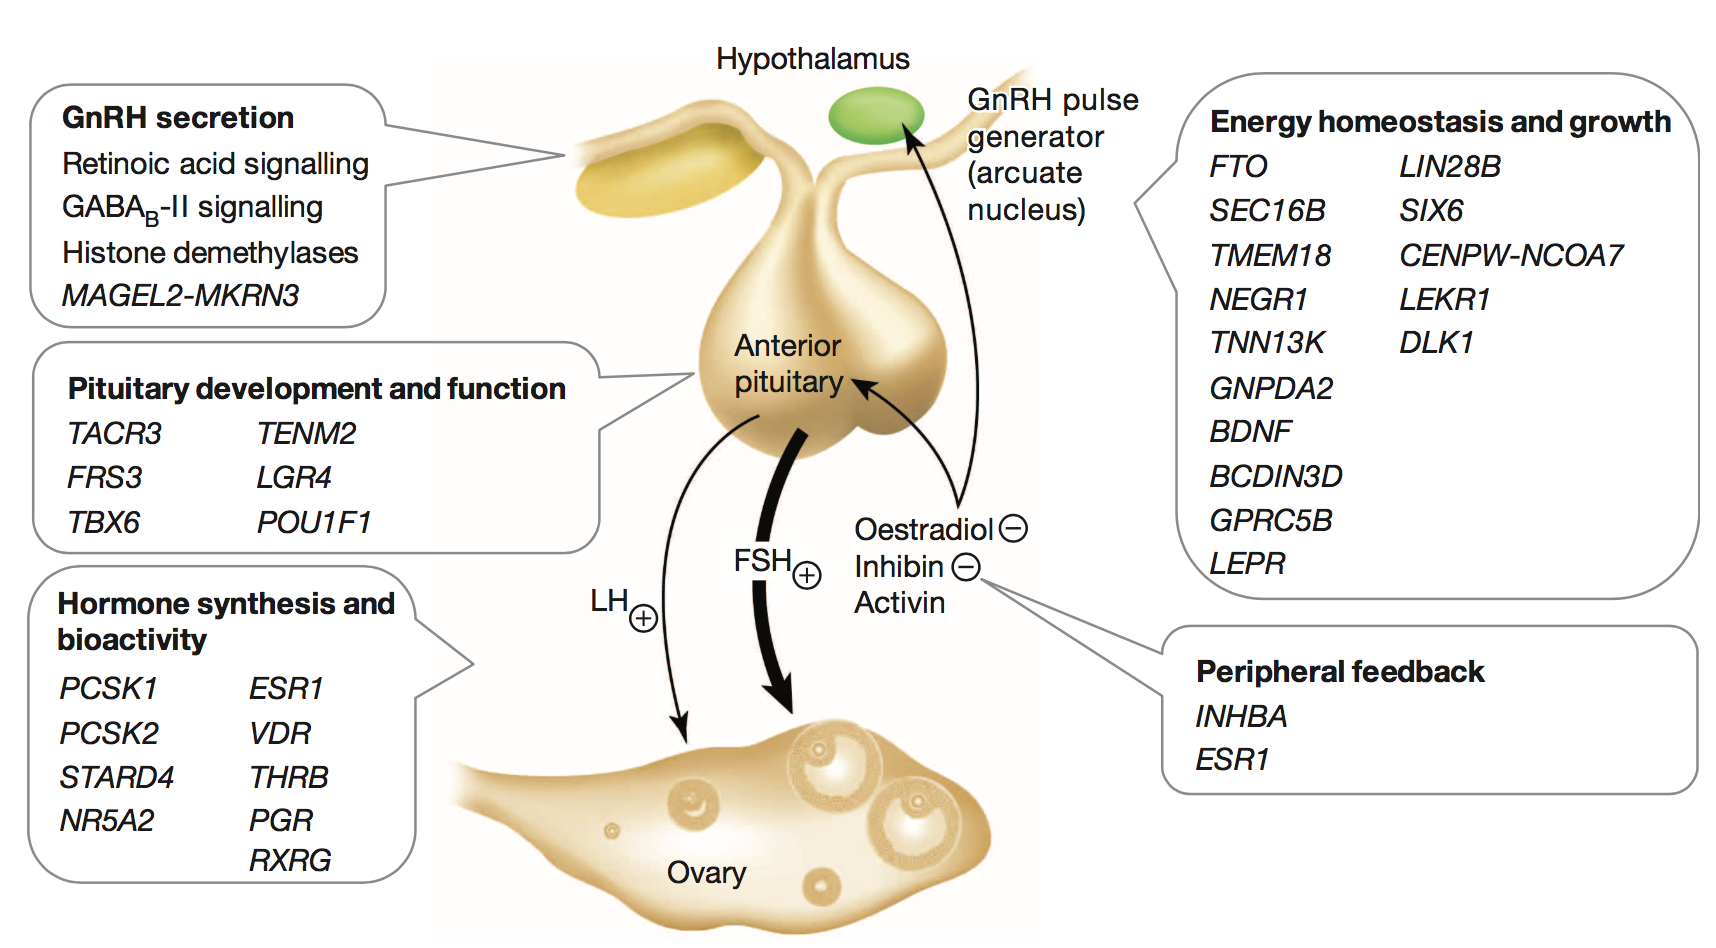 Hypothalamus
GnRH pulse
generator
(arcuate
nucleus)
GnRH secretion
Retinoic acid signalling
GABAB-II signalling
Histone demethylases
MAGEL2-MKRN3
Pituitary development and function
TACR3 TENM2
FRS3 LGR4
TBX6 POU1F1
Hormone synthesis and
bioactivity
PCSK1 ESR1
PCSK2 VDR
STARD4 THRB
NR5A2 PGR
RXRG
Anterior
pituitary
LH +
FSH +
Oestradiol −
Inhibin −
Activin
Ovary
Energy homeostasis and growth
FTO LIN28B
SEC16B SIX6
TMEM18 CENPW-NCOA7
NEGR1 LEKR1
TNN13K DLK1
GNPDA2
BDNF
BCDIN3D
GPRC5B
LEPR
Peripheral feedback
INHBA
ESR1